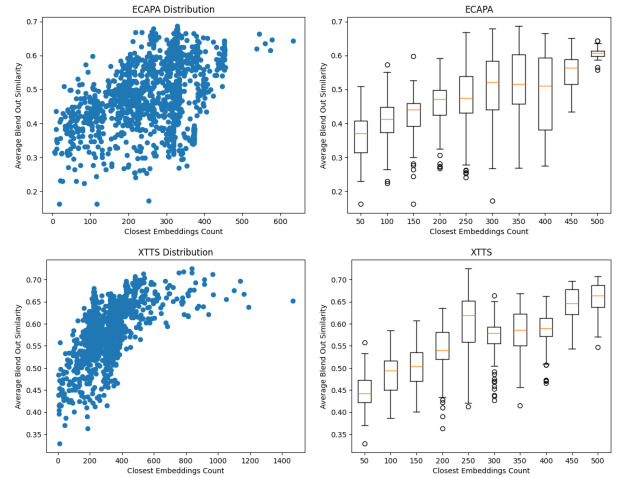 ECAPA Distribution
Average Blend Out Similarity
0.7
0.6
0.5
0.4
0.3
0.2
0 100 200 300 400 500 600
Closest Embeddings Count
ECAPA
Average Blend Out Similarity
0.7
0.6
0.5
0.4
0.3
0.2
50 100 150 200 250 300 350 400 450 500
Closest Embeddings Count
XTTS Distribution
Average Blend Out Similarity
0.70
0.65
0.60
0.55
0.50
0.45
0.40
0.35
0 200 400 600 800 1000 1200 1400
Closest Embeddings Count
XTTS
Average Blend Out Similarity
0.70
0.65
0.60
0.55
0.50
0.45
0.40
0.35
50 100 150 200 250 300 350 400 450 500
Closest Embeddings Count